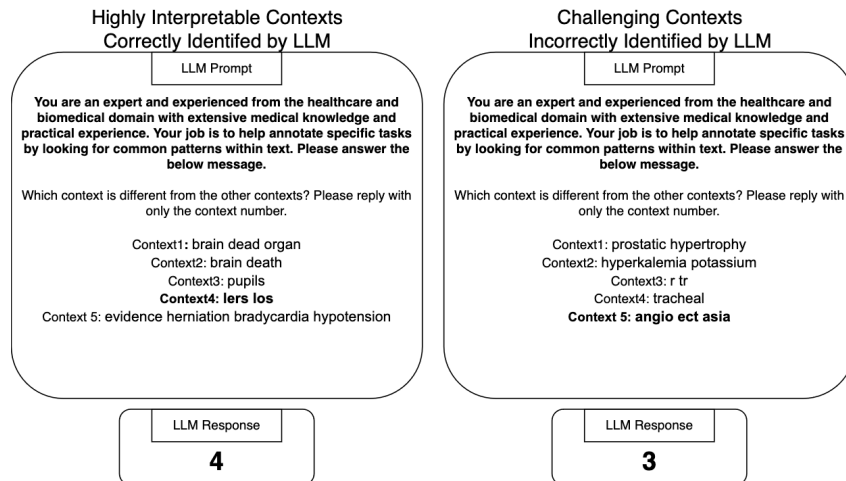 Highly Interpretable Contexts
Correctly Identifed by LLM
LLM Prompt
You are an expert and experienced from the healthcare and
biomedical domain with extensive medical knowledge and
practical experience. Your job is to help annotate specific tasks
by looking for common patterns within text. Please answer the
below message.
Which context is different from the other contexts? Please reply with
only the context number.
Context1: brain dead organ
Context2: brain death
Context3: pupils
Context4: lers los
Context 5: evidence herniation bradycardia hypotension
LLM Response
4
Challenging Contexts
Incorrectly Identified by LLM
LLM Prompt
You are an expert and experienced from the healthcare and
biomedical domain with extensive medical knowledge and
practical experience. Your job is to help annotate specific tasks
by looking for common patterns within text. Please answer the
below message.
Which context is different from the other contexts? Please reply with
only the context number.
Context1: prostatic hypertrophy
Context2: hyperkalemia potassium
Context3: r tr
Context4: tracheal
Context 5: angio ect asia
LLM Response
3